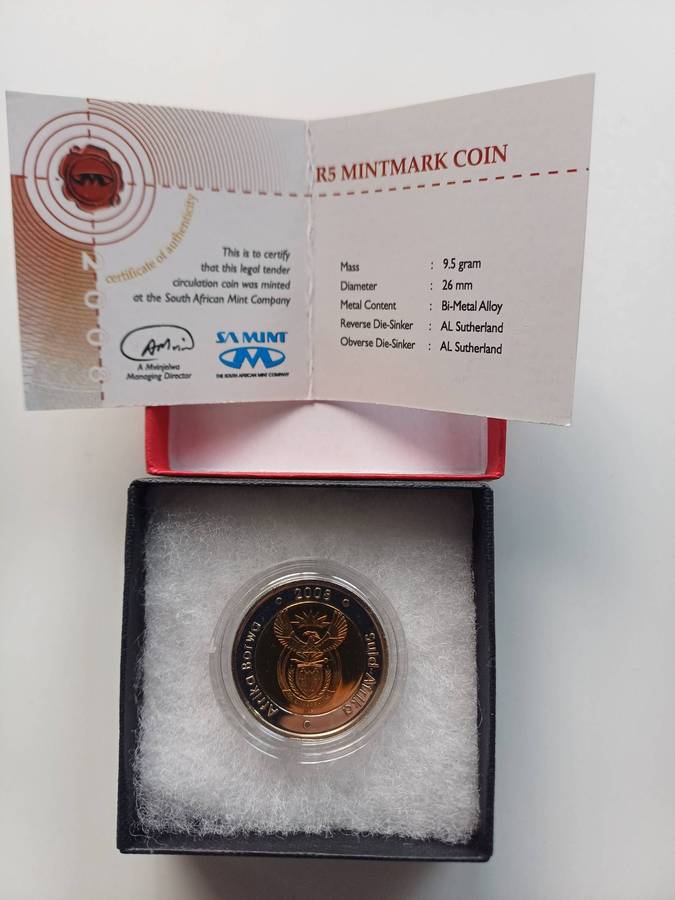 R5 MINTMARK COIN
certificate of authenticity
2008
This is to certify
that this legal tender
circulation coin was minted
at the South African Mint Company
A Mvinjelwa
Managing Director
SA MINT
THE SOUTH AFRICAN MINT COMPANY
Mass : 9.5 gram
Diameter : 26 mm
Metal Content : Bi-Metal Alloy
Reverse Die-Sinker : AL Sutherland
Obverse Die-Sinker : AL Sutherland
2008
Afrika Borwa
Suid-Afrika